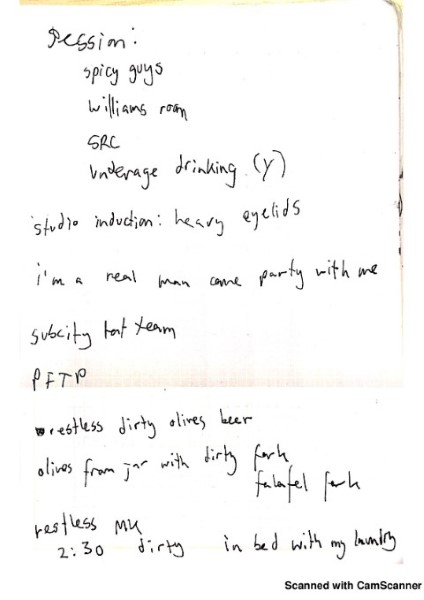 Session:
spicy guys
Williams room
SRC
Underage drinking (Y)
studio induction: heavy eyelids
i'm a real man come party with me
subcity team
PFTP
restless dirty olives beer
olives from jar with dirty fork
falafel fork
restless MK
2:30 dirty in bed with my laundry
Scanned with CamScanner